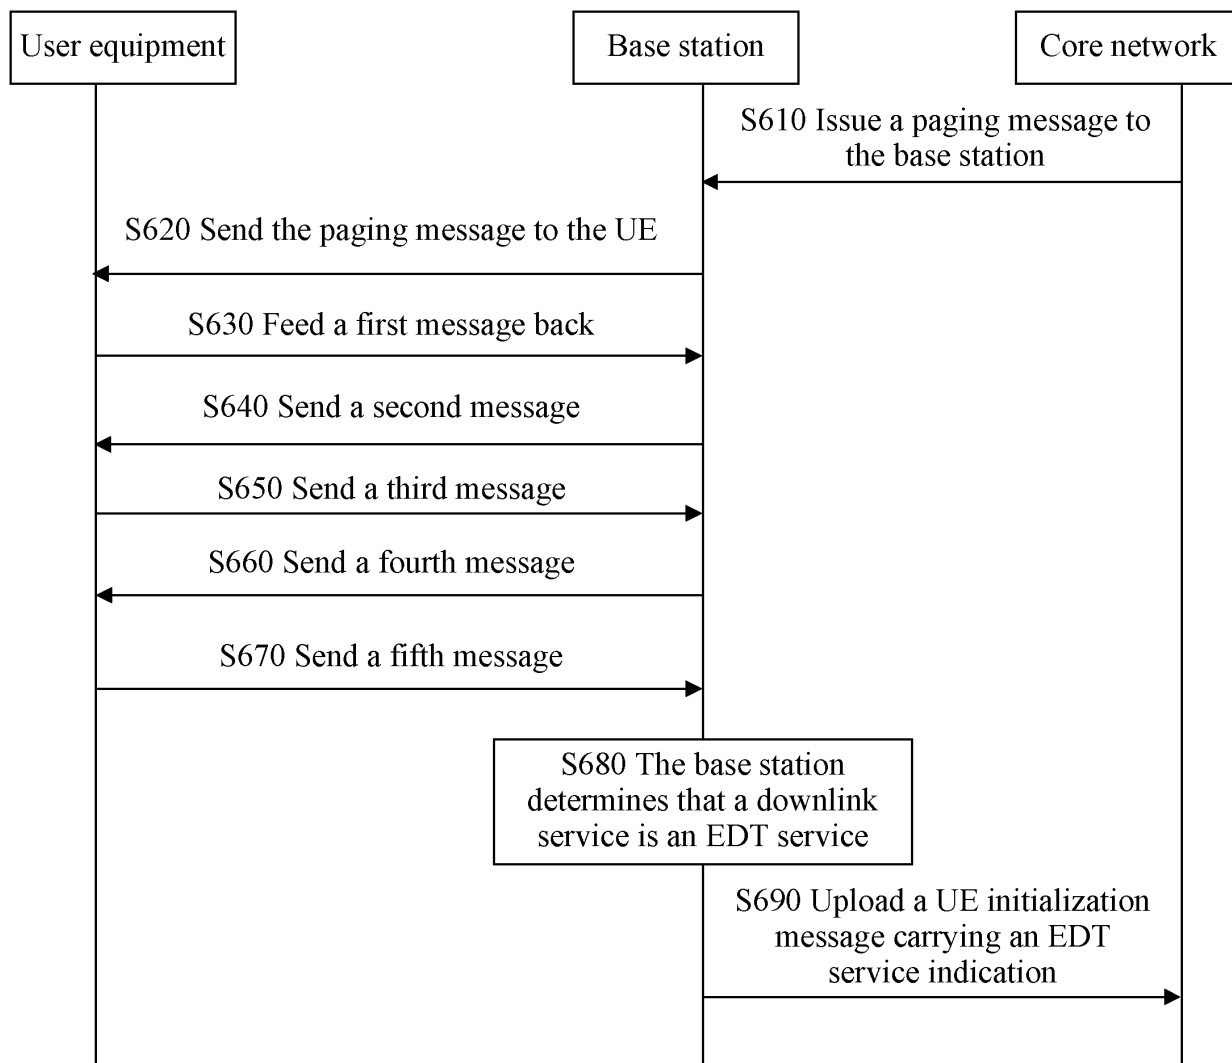 User equipment
Base station
Core network
S610 Issue a paging message to
the base station
S620 Send the paging message to the UE
S630 Feed a first message back
S640 Send a second message
S650 Send a third message
S660 Send a fourth message
S670 Send a fifth message
S680 The base station
determines that a downlink
service is an EDT service
S690 Upload a UE initialization
message carrying an EDT
service indication